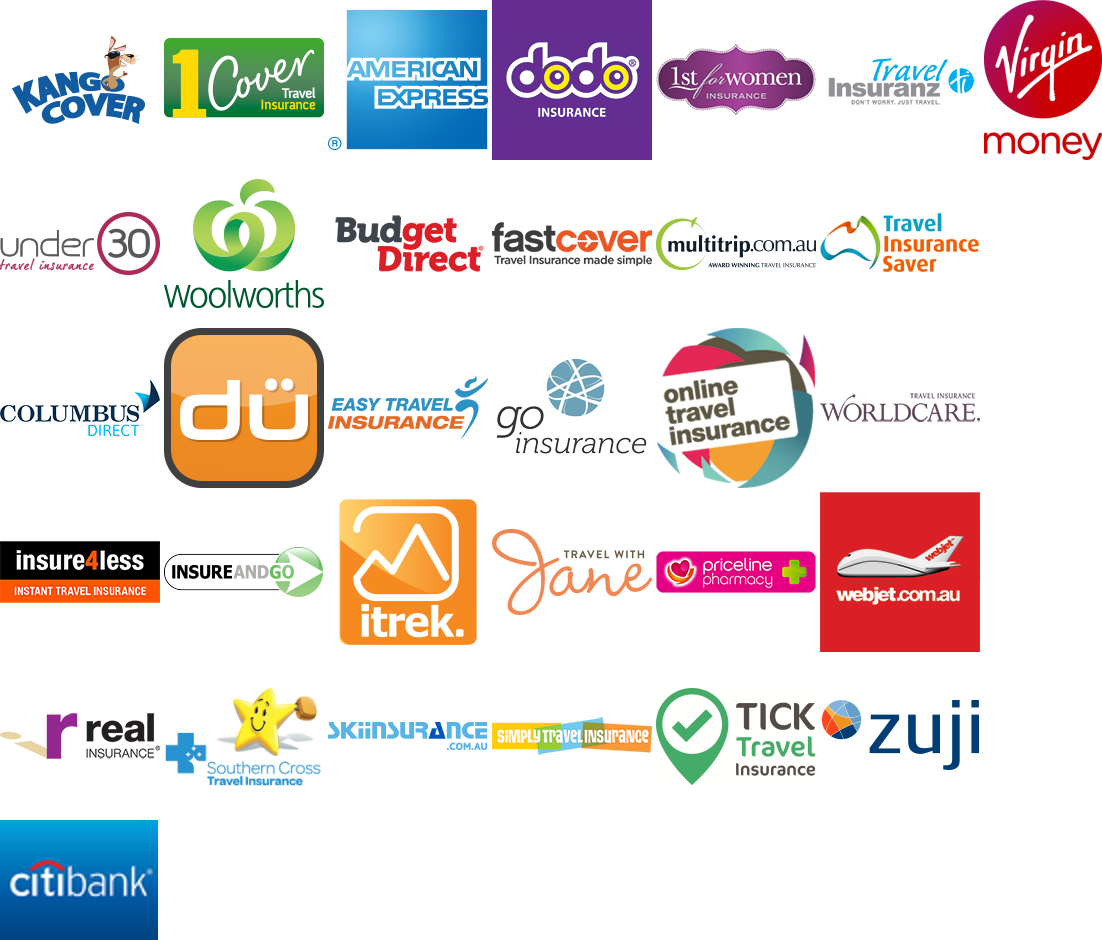 KANGO
COVER
1Cover
Travel
Insurance
AMERICAN
EXPRESS
®
dodo®
INSURANCE
1st for women
INSURANCE
Travel
Insuranz
DON'T WORRY. JUST TRAVEL.
Virgin
money
under 30
travel insurance
Woolworths
Budget
Direct®
fastcover
Travel Insurance made simple
multitrip.com.au
AWARD WINNING TRAVEL INSURANCE
Travel
Insurance
Saver
COLUMBUS
DIRECT
dü
EASY TRAVEL
INSURANCE
go
insurance
online
travel
insurance
TRAVEL INSURANCE
WORLDCARE.
insure4less
INSTANT TRAVEL INSURANCE
INSUREANDGO
itrek.
TRAVEL WITH
Jane
priceline
pharmacy
webjet
webjet.com.au
r real
INSURANCE®
Southern Cross
Travel Insurance
SKIINSURANCE
.COM.AU
SIMPLY TRAVEL INSURANCE
TICK
Travel
Insurance
zuji
citibank®